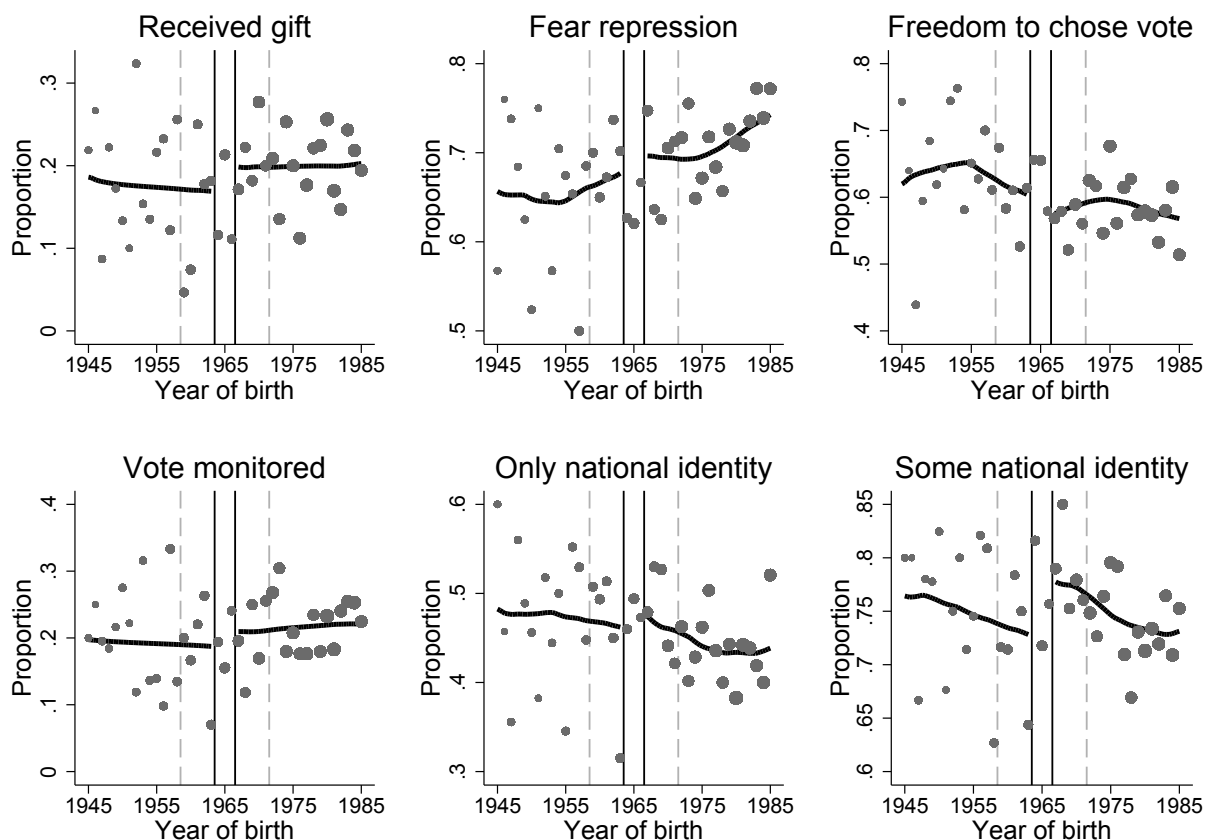 Received gift
Proportion
0 .1 .2 .3
1945 1955 1965 1975 1985
Year of birth
Fear repression
Proportion
.5 .6 .7 .8
1945 1955 1965 1975 1985
Year of birth
Freedom to chose vote
Proportion
.4 .5 .6 .7 .8
1945 1955 1965 1975 1985
Year of birth
Vote monitored
Proportion
0 .1 .2 .3 .4
1945 1955 1965 1975 1985
Year of birth
Only national identity
Proportion
.3 .4 .5 .6
1945 1955 1965 1975 1985
Year of birth
Some national identity
Proportion
.6 .65 .7 .75 .8 .85
1945 1955 1965 1975 1985
Year of birth